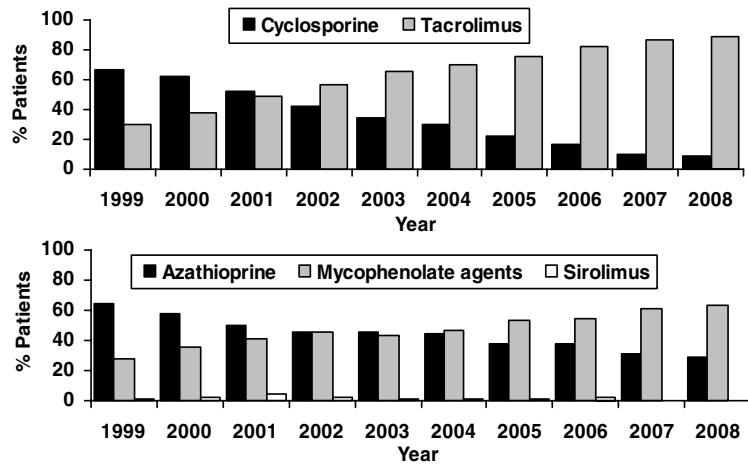 100
Cyclosporine Tacrolimus
80
60
40
20
0
% Patients
1999 2000 2001 2002 2003 2004 2005 2006 2007 2008
Year
100
Azathioprine Mycophenolate agents Sirolimus
80
60
40
20
0
% Patients
1999 2000 2001 2002 2003 2004 2005 2006 2007 2008
Year